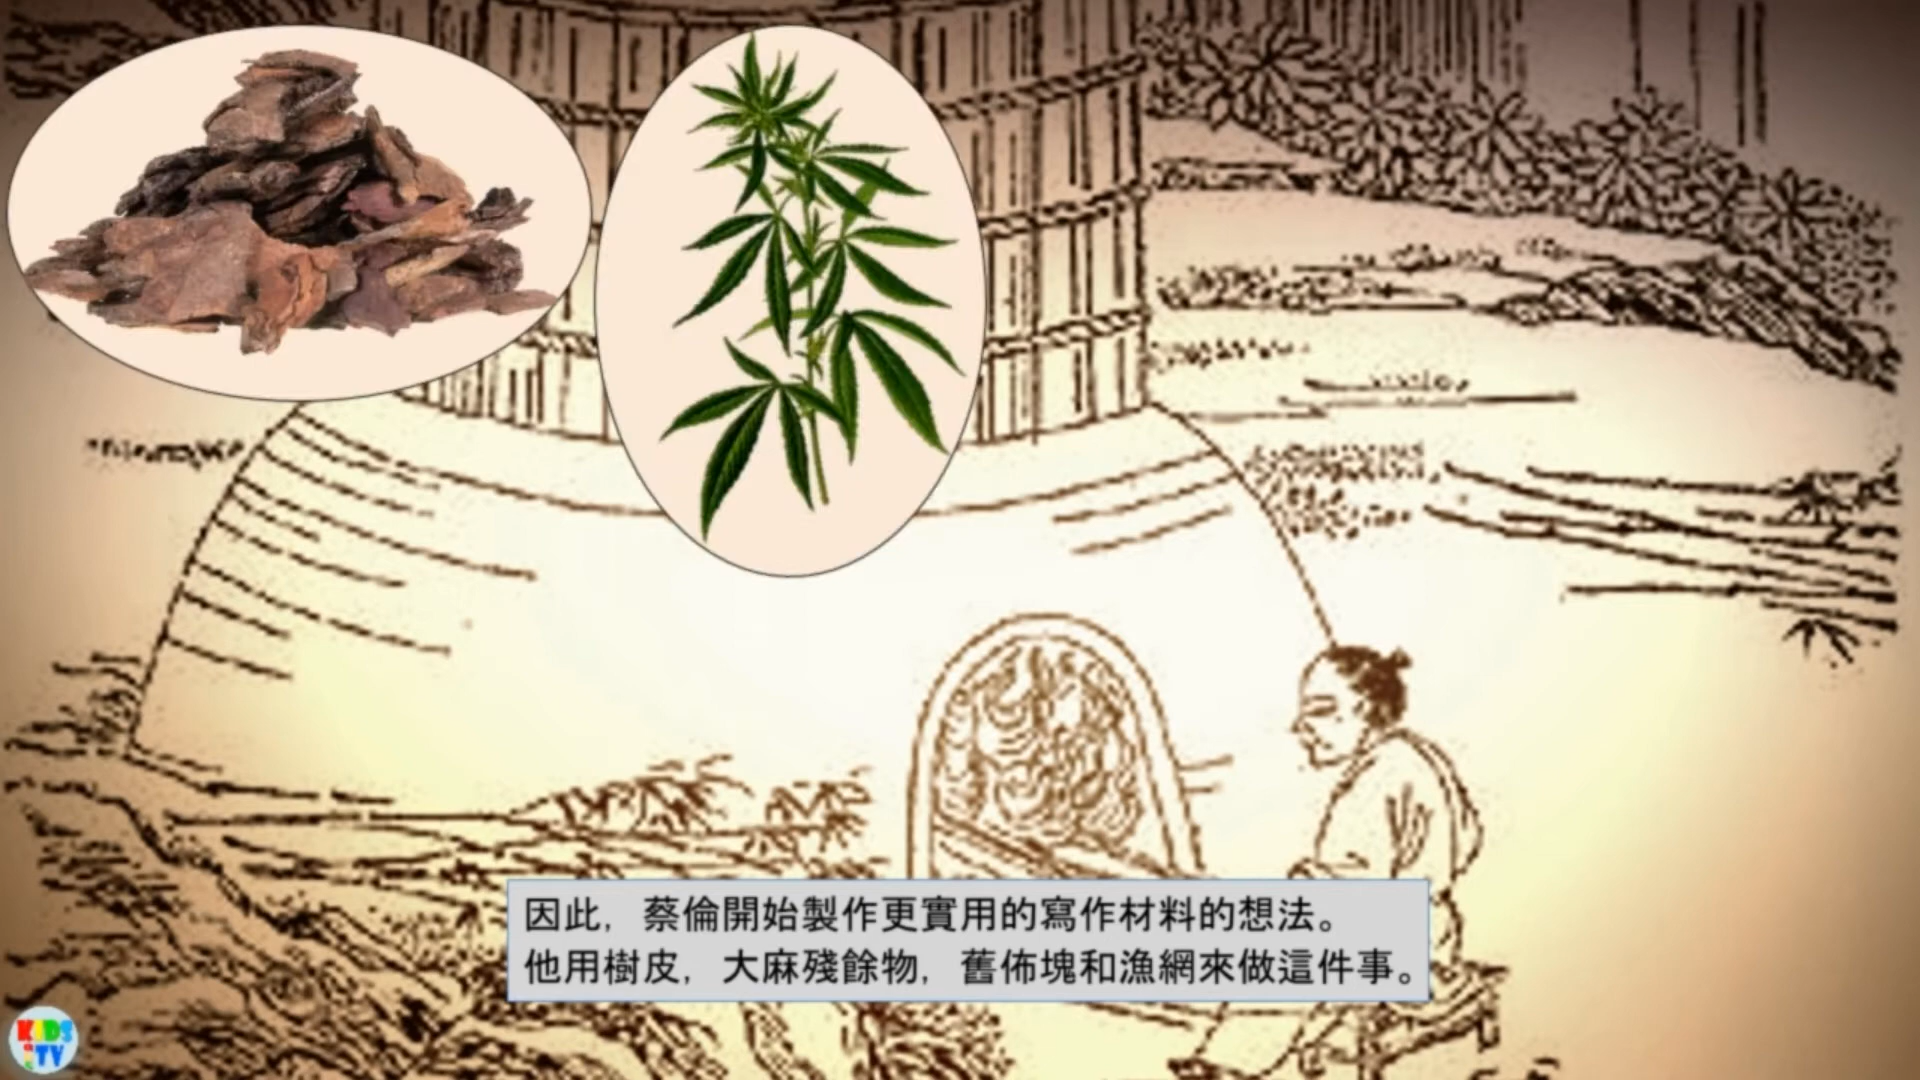 因此, 蔡倫開始製作更實用的寫作材料的想法。
他用樹皮, 大麻殘餘物, 舊佈塊和漁網來做這件事。
KIDS
TV